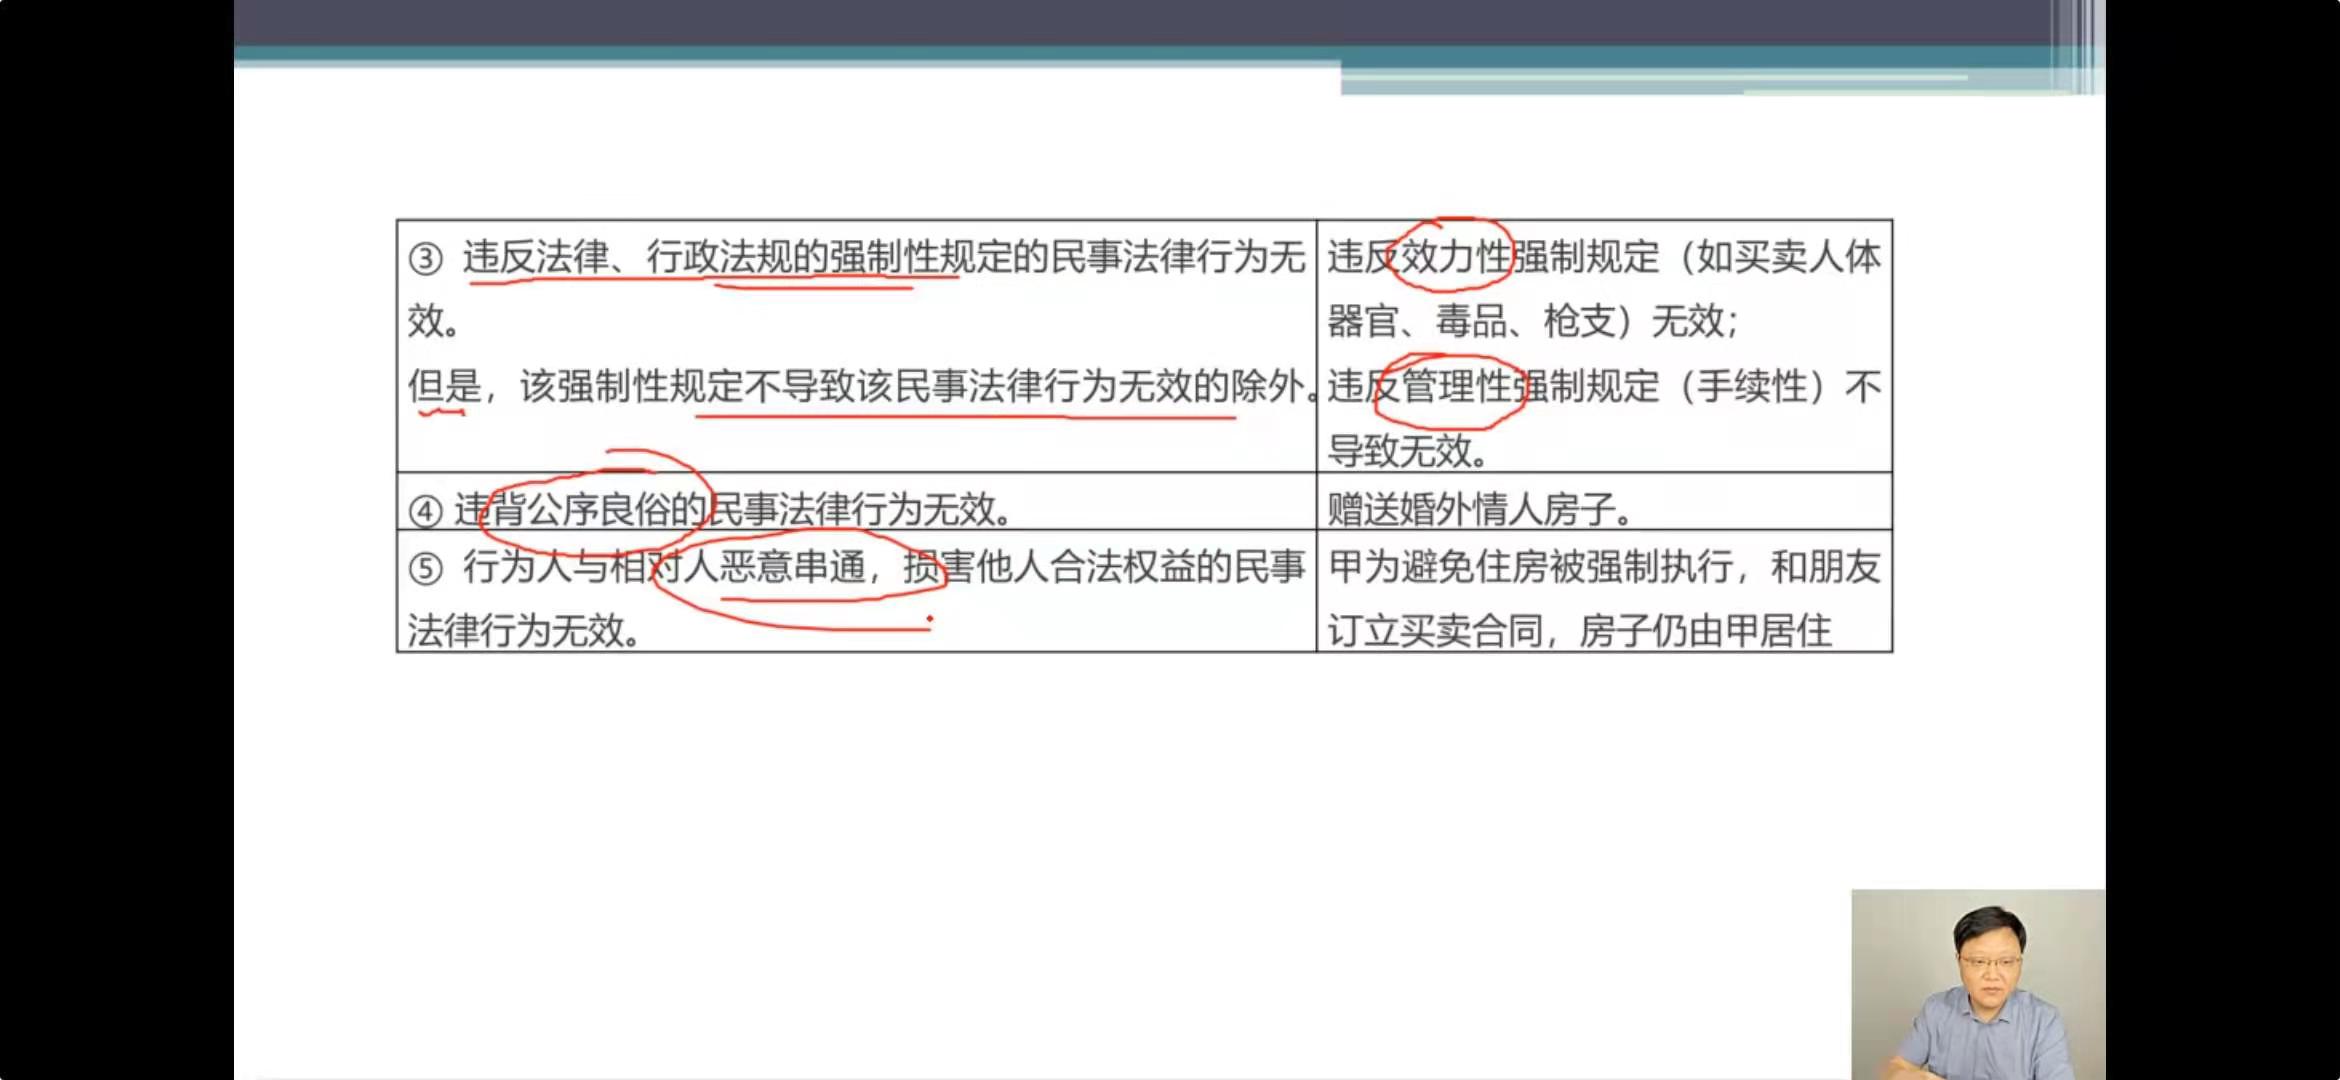 ③ 违反法律、行政法规的强制性规定的民事法律行为无
效。
但是，该强制性规定不导致该民事法律行为无效的除外。
违反效力性强制规定（如买卖人体
器官、毒品、枪支）无效；
违反管理性强制规定（手续性）不
导致无效。
④ 违背公序良俗的民事法律行为无效。
赠送婚外情人房子。
⑤ 行为人与相对人恶意串通，损害他人合法权益的民事
法律行为无效。
甲为避免住房被强制执行，和朋友
订立买卖合同，房子仍由甲居住